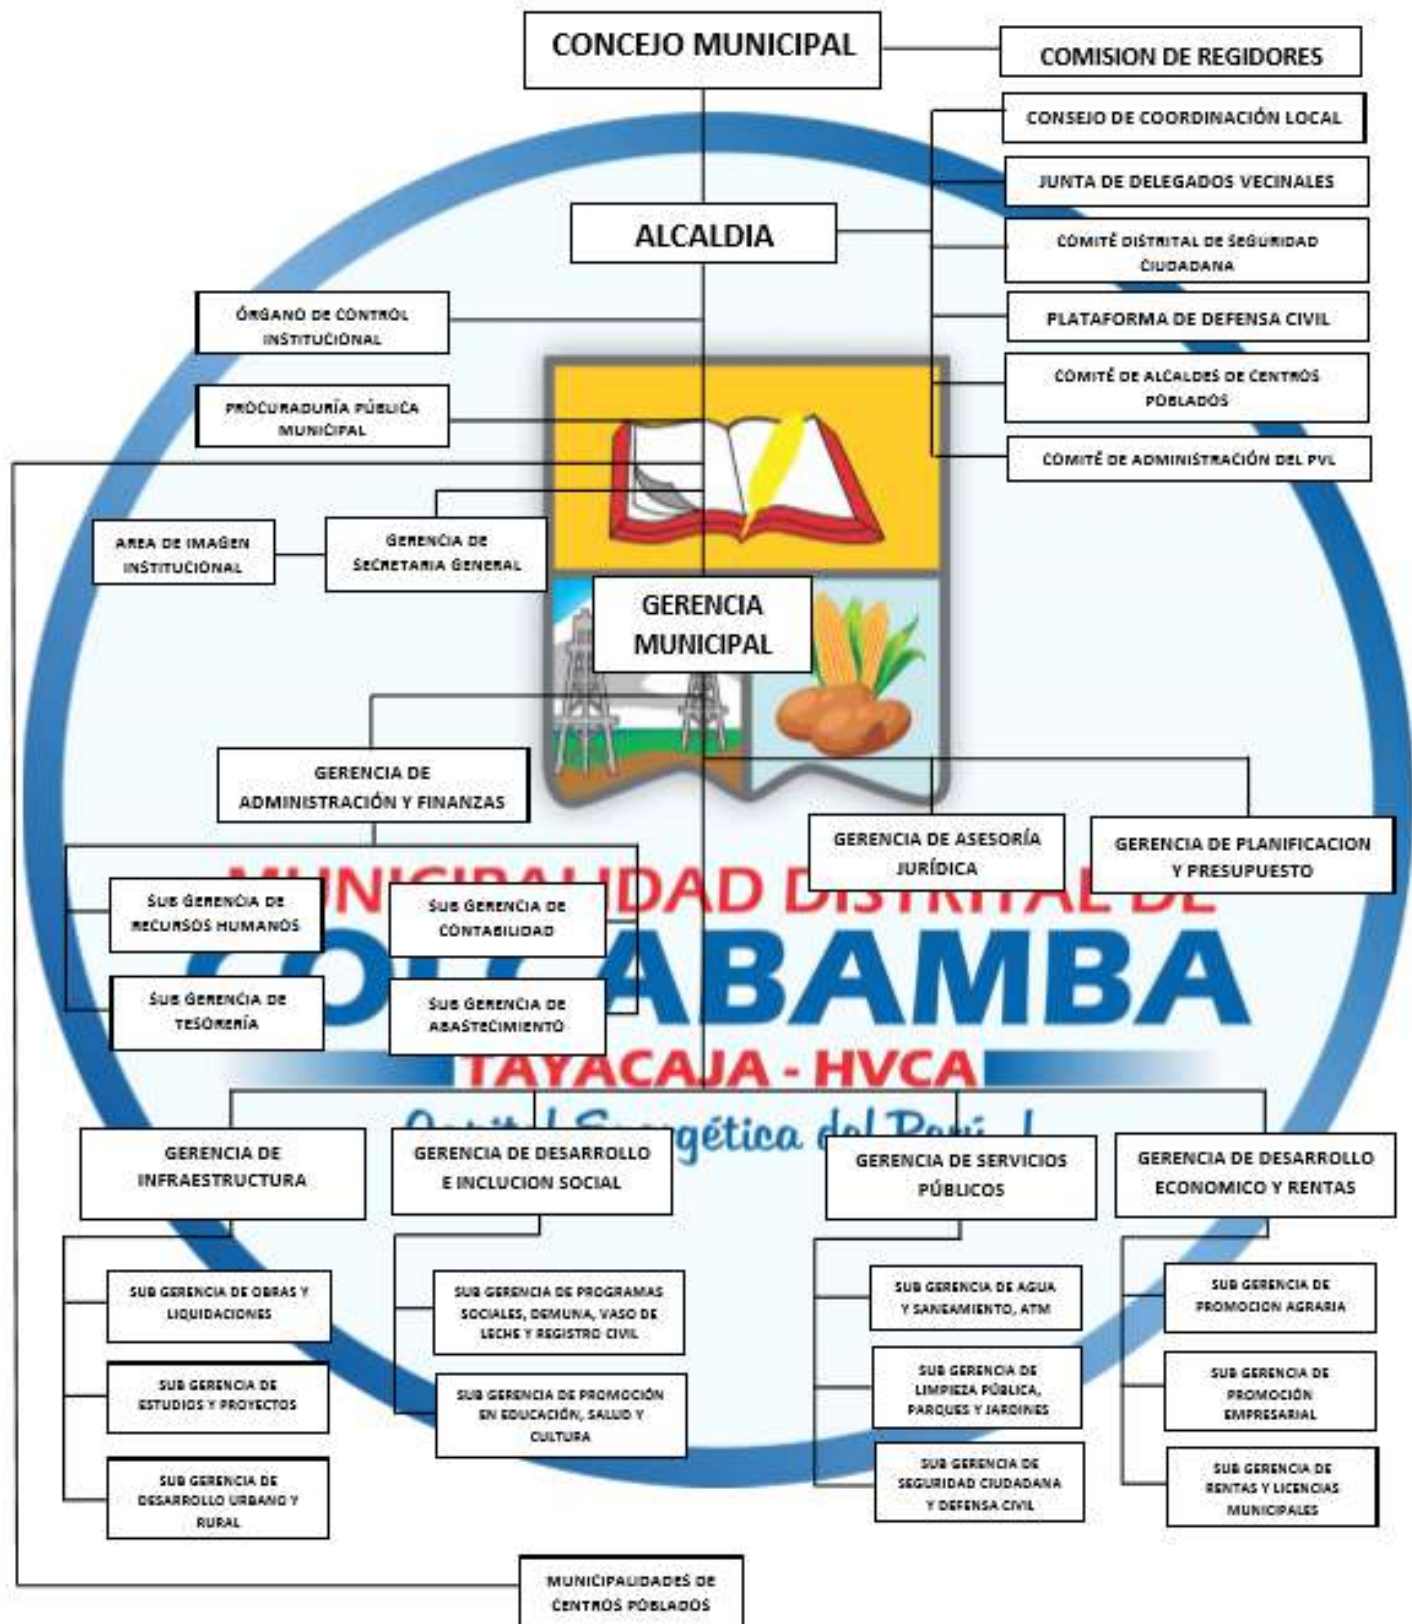 CONCEJO MUNICIPAL
COMISION DE REGIDORES
CONSEJO DE COORDINACIÓN LOCAL
JUNTA DE DELEGADOS VECINALES
ALCALDIA
COMITÉ DISTRITAL DE SEGURIDAD
CIUDADANA
ÓRGANO DE CONTROL
INSTITUCIONAL
PLATAFORMA DE DEFENSA CIVIL
COMITÉ DE ALCALDES DE CENTROS
POBLADOS
PROCURADURÍA PÚBLICA
MUNICIPAL
COMITÉ DE ADMINISTRACIÓN DEL PVL
AREA DE IMAGEN
INSTITUCIONAL
GERENCIA DE
SECRETARIA GENERAL
GERENCIA
MUNICIPAL
GERENCIA DE
ADMINISTRACIÓN Y FINANZAS
GERENCIA DE ASESORÍA
JURÍDICA
GERENCIA DE PLANIFICACION
Y PRESUPUESTO
MUNICIPALIDAD DISTRITAL DE
SUB GERENCIA DE
RECURSOS HUMANOS
SUB GERENCIA DE
CONTABILIDAD
COLCABAMBA
SUB GERENCIA DE
TESORERÍA
SUB GERENCIA DE
ABASTECIMIENTO
TAYACAJA - HVCA
Capital Energética del Perú
GERENCIA DE
INFRAESTRUCTURA
GERENCIA DE DESARROLLO
E INCLUCION SOCIAL
GERENCIA DE SERVICIOS
PÚBLICOS
GERENCIA DE DESARROLLO
ECONOMICO Y RENTAS
SUB GERENCIA DE OBRAS Y
LIQUIDACIONES
SUB GERENCIA DE PROGRAMAS
SOCIALES, DEMUNA, VASO DE
LECHE Y REGISTRO CIVIL
SUB GERENCIA DE AGUA
Y SANEAMIENTO, ATM
SUB GERENCIA DE
PROMOCION AGRARIA
SUB GERENCIA DE
ESTUDIOS Y PROYECTOS
SUB GERENCIA DE PROMOCIÓN
EN EDUCACIÓN, SALUD Y
CULTURA
SUB GERENCIA DE
LIMPIEZA PÚBLICA,
PARQUES Y JARDINES
SUB GERENCIA DE
PROMOCIÓN
EMPRESARIAL
SUB GERENCIA DE
DESARROLLO URBANO Y
RURAL
SUB GERENCIA DE
SEGURIDAD CIUDADANA
Y DEFENSA CIVIL
SUB GERENCIA DE
RENTAS Y LICENCIAS
MUNICIPALES
MUNICIPALIDADES DE
CENTROS POBLADOS